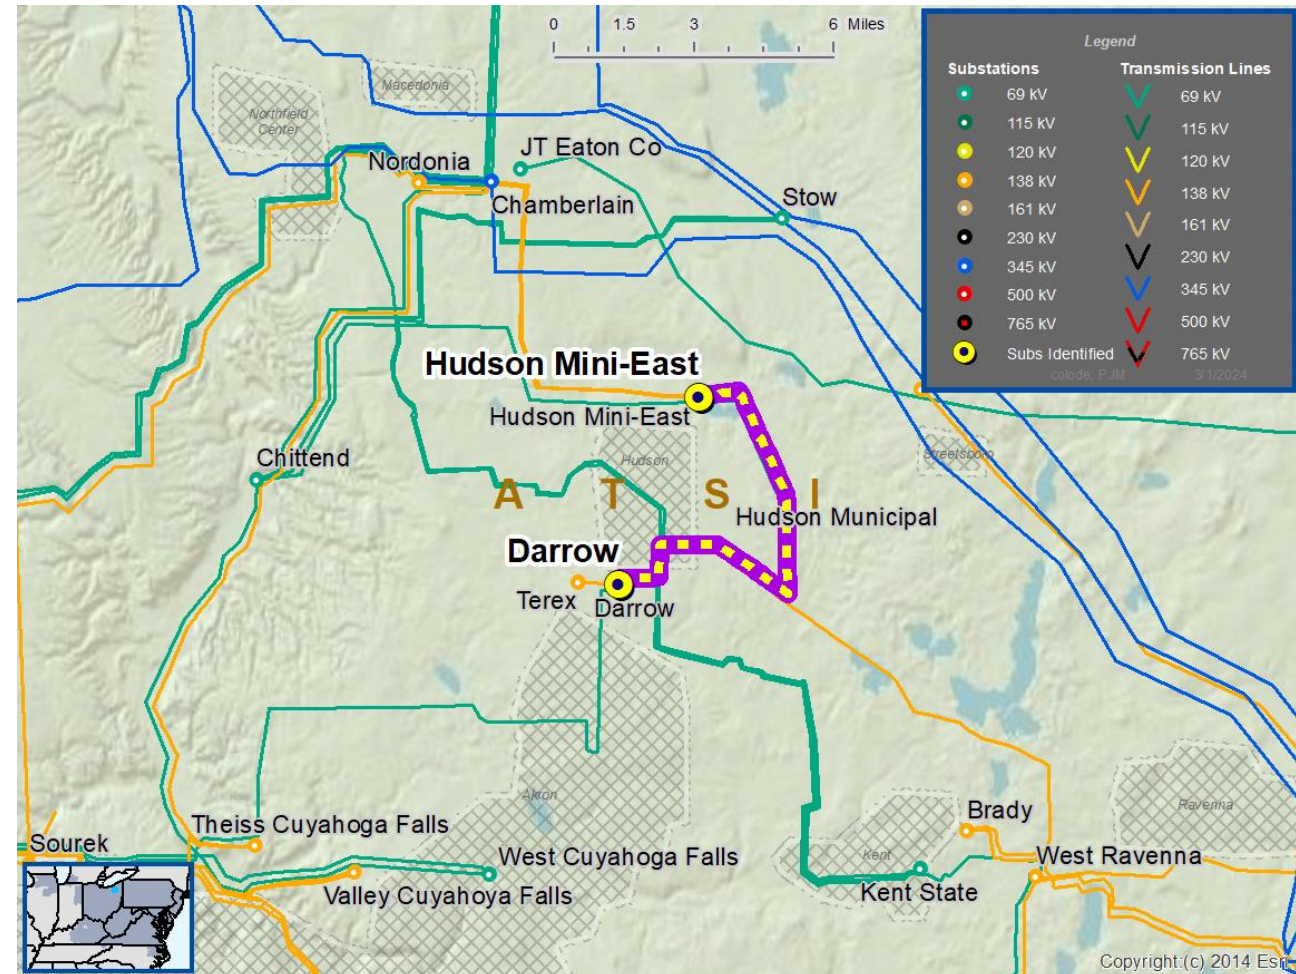 0 1.5 3 6 Miles
Legend
Substations Transmission Lines
69 kV 69 kV
115 kV 115 kV
120 kV 120 kV
138 kV 138 kV
161 kV 161 kV
230 kV 230 kV
345 kV 345 kV
500 kV 500 kV
765 kV 765 kV
Subs Identified
colode, PJM 3/1/2024
Macedonia
Northfield
Center
JT Eaton Co
Nordonia
Stow
Chamberlain
Hudson Mini-East
Hudson Mini-East
Chittend
Hudson
Streetsboro
A T S I
Hudson Municipal
Darrow
Terex Darrow
Akron
Ravenna
Brady
Theiss Cuyahoga Falls
Sourek
West Cuyahoga Falls
Kent
West Ravenna
Valley Cuyahoya Falls
Kent State
Copyright:(c) 2014 Esri